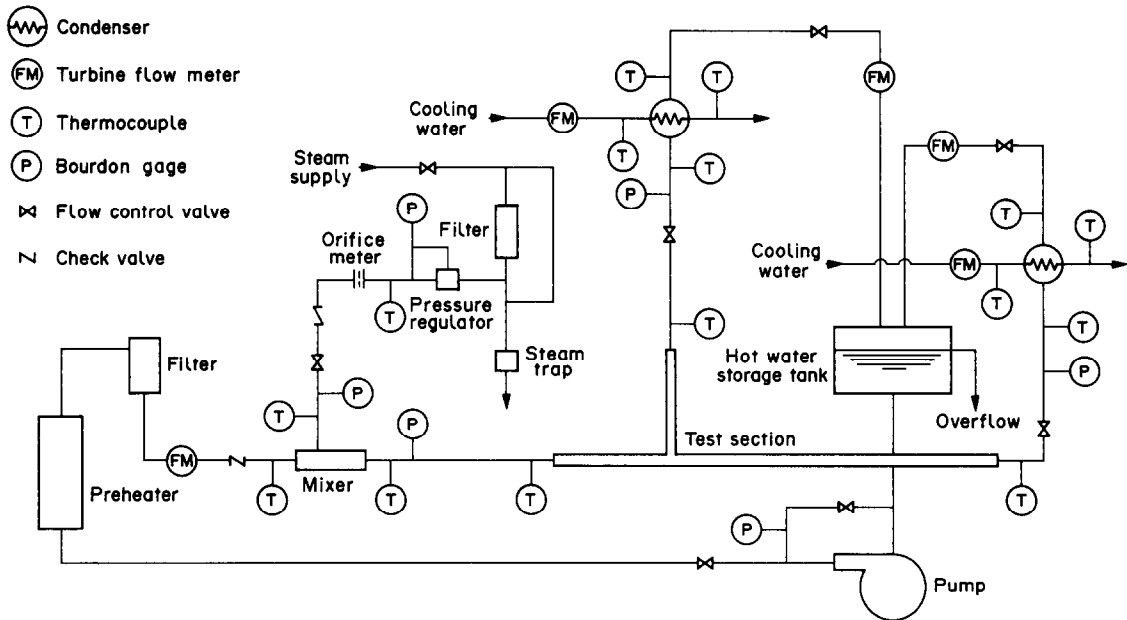 Condenser
FM
Turbine flow meter
T
Thermocouple
P
Bourdon gage
Flow control valve
Check valve
T
T
FM
Cooling
water
FM
T
T
P
Steam
supply
P
Filter
Orifice
meter
T
Pressure
regulator
FM
T
T
Cooling
water
FM
T
T
Steam
trap
T
Hot water
storage tank
T
P
Overflow
Filter
P
T
P
Test section
FM
Mixer
Preheater
T
T
T
T
P
Pump